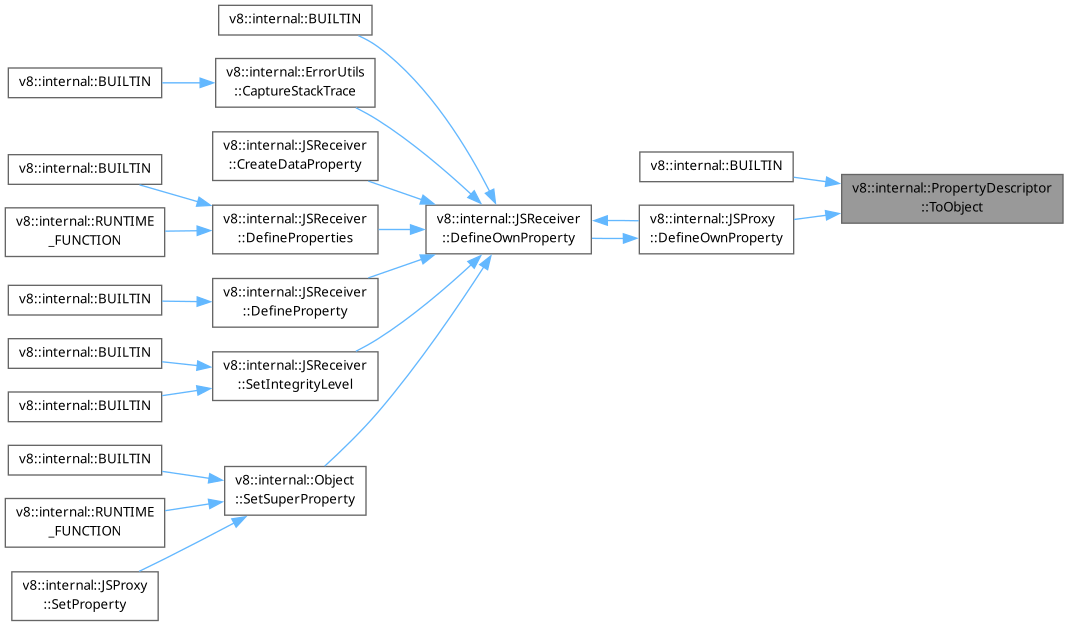 v8::internal::BUILTIN
v8::internal::ErrorUtils
::CaptureStackTrace
v8::internal::BUILTIN
v8::internal::JSReceiver
::CreateDataProperty
v8::internal::BUILTIN
v8::internal::BUILTIN
v8::internal::PropertyDescriptor
::ToObject
v8::internal::RUNTIME
_FUNCTION
v8::internal::JSReceiver
::DefineProperties
v8::internal::JSReceiver
::DefineOwnProperty
v8::internal::JSProxy
::DefineOwnProperty
v8::internal::BUILTIN
v8::internal::JSReceiver
::DefineProperty
v8::internal::BUILTIN
v8::internal::JSReceiver
::SetIntegrityLevel
v8::internal::BUILTIN
v8::internal::BUILTIN
v8::internal::Object
::SetSuperProperty
v8::internal::RUNTIME
_FUNCTION
v8::internal::JSProxy
::SetProperty